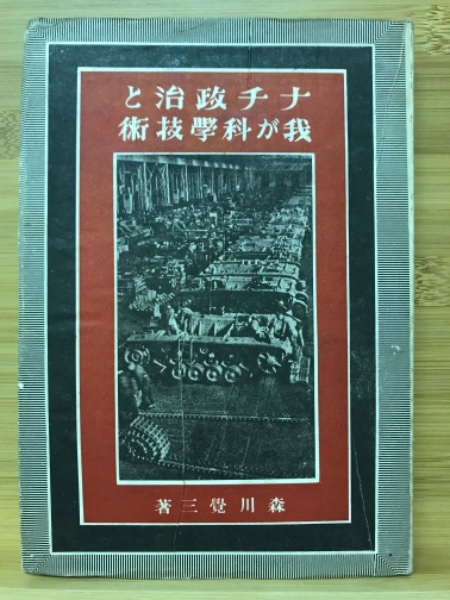 ナチ政治と
我が科學技術
森川覺三著